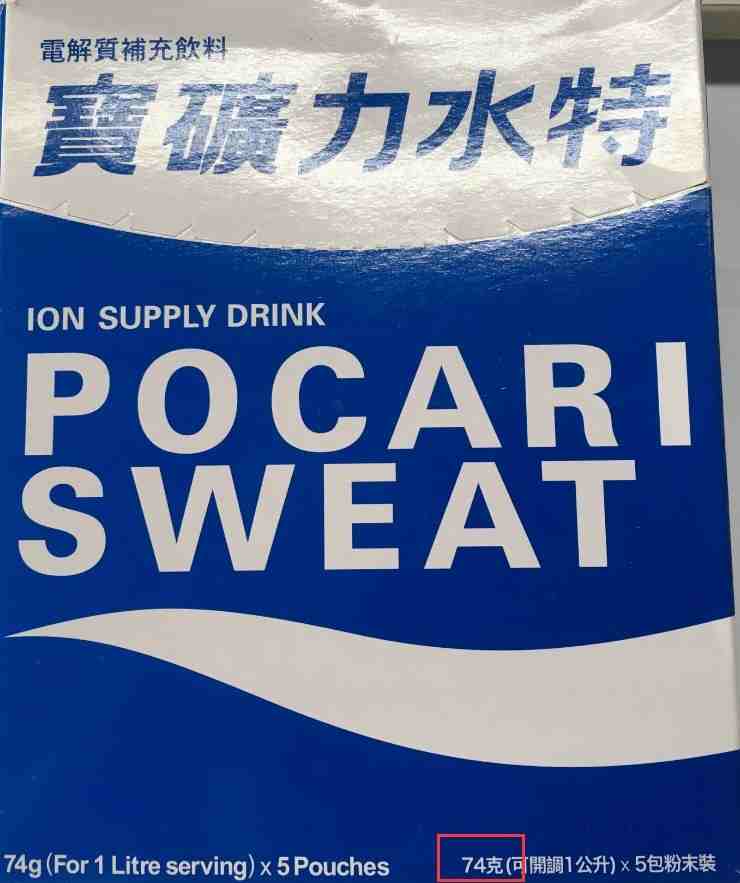 電解質補充飲料
寶礦力水特
ION SUPPLY DRINK
POCARI
SWEAT
74g (For 1 Litre serving) x 5 Pouches
74克(可開調1公升) x 5包粉末裝